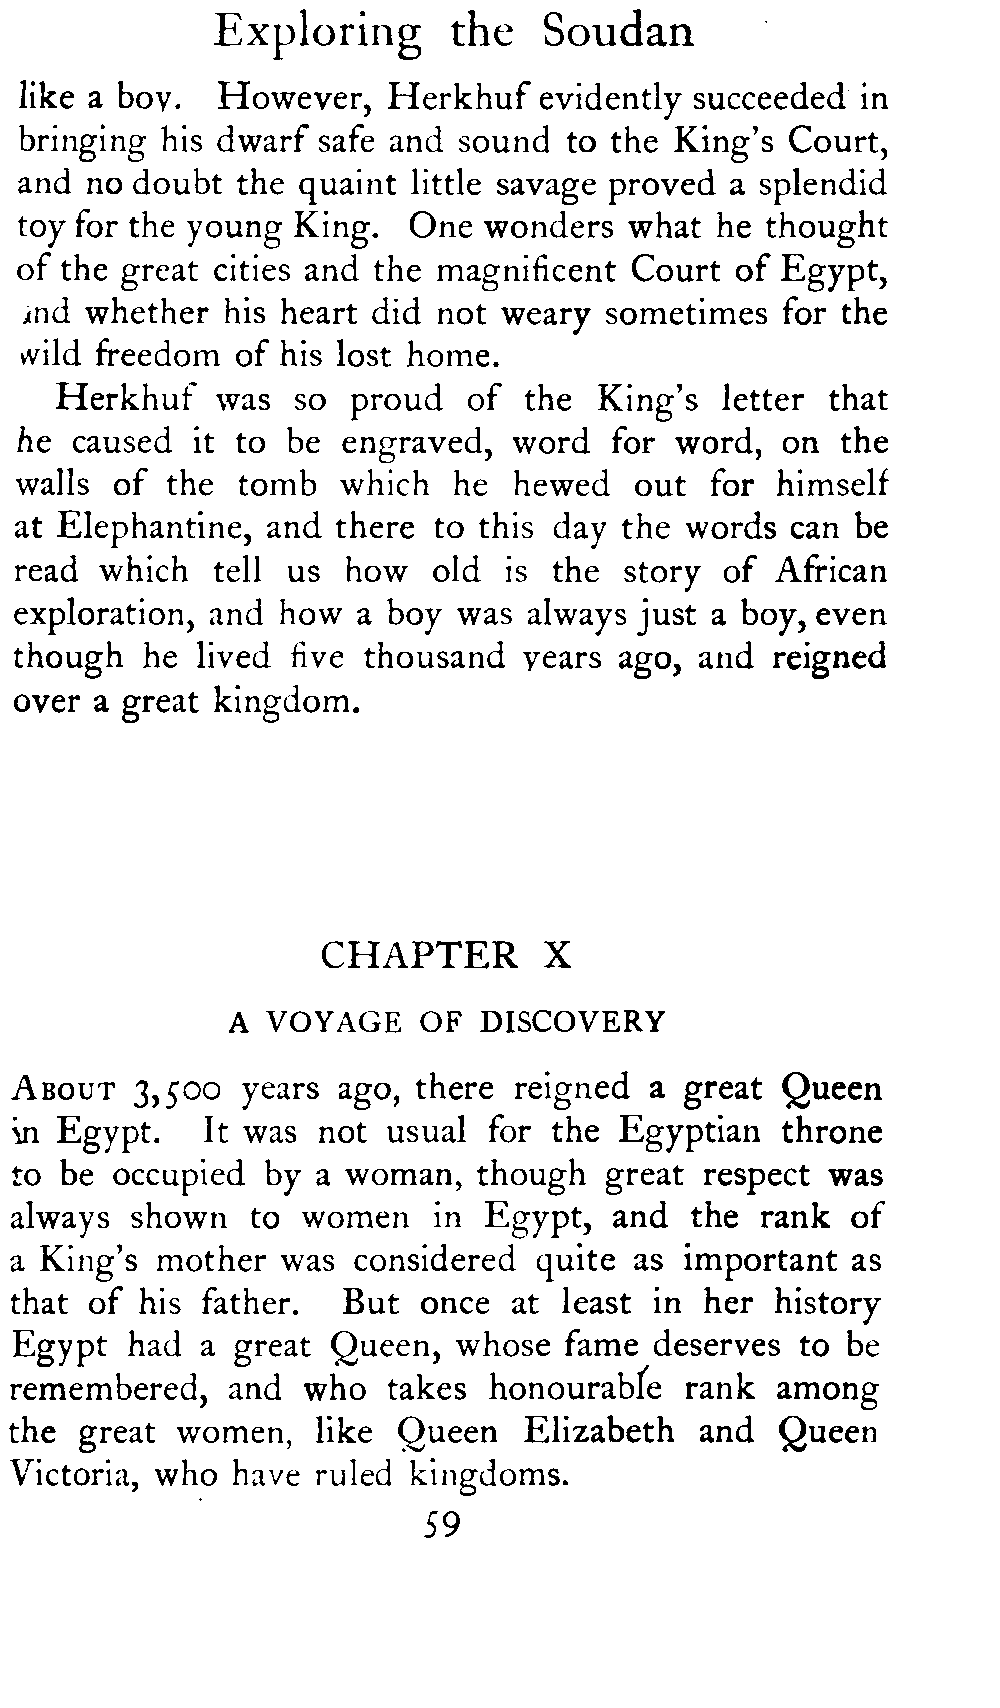 Exploring the Soudan
like a boy. However, Herkhuf evidently succeeded in
bringing his dwarf safe and sound to the King's Court,
and no doubt the quaint little savage proved a splendid
toy for the young King. One wonders what he thought
of the great cities and the magnificent Court of Egypt,
and whether his heart did not weary sometimes for the
wild freedom of his lost home.
Herkhuf was so proud of the King's letter that
he caused it to be engraved, word for word, on the
walls of the tomb which he hewed out for himself
at Elephantine, and there to this day the words can be
read which tell us how old is the story of African
exploration, and how a boy was always just a boy, even
though he lived five thousand years ago, and reigned
over a great kingdom.
CHAPTER X
A VOYAGE OF DISCOVERY
ABOUT 3,500 years ago, there reigned a great Queen
in Egypt. It was not usual for the Egyptian throne
to be occupied by a woman, though great respect was
always shown to women in Egypt, and the rank of
a King's mother was considered quite as important as
that of his father. But once at least in her history
Egypt had a great Queen, whose fame deserves to be
remembered, and who takes honourable rank among
the great women, like Queen Elizabeth and Queen
Victoria, who have ruled kingdoms.
59